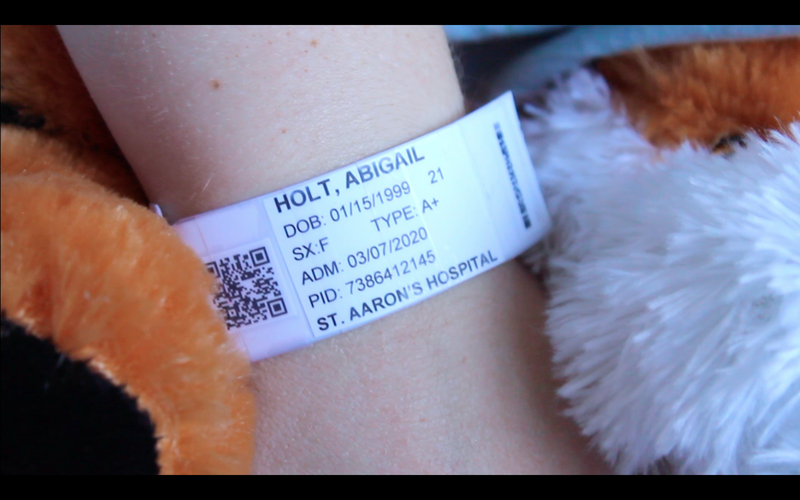 HOLT, ABIGAIL
DOB: 01/15/1999 21
SX:F TYPE: A+
ADM: 03/07/2020
PID: 7386412145
ST. AARON'S HOSPITAL